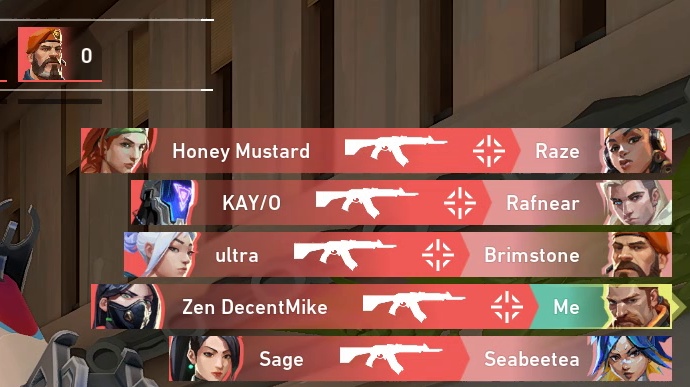 0
Honey Mustard Raze
KAY/O Rafnear
ultra Brimstone
Zen DecentMike Me
Sage Seabeetea